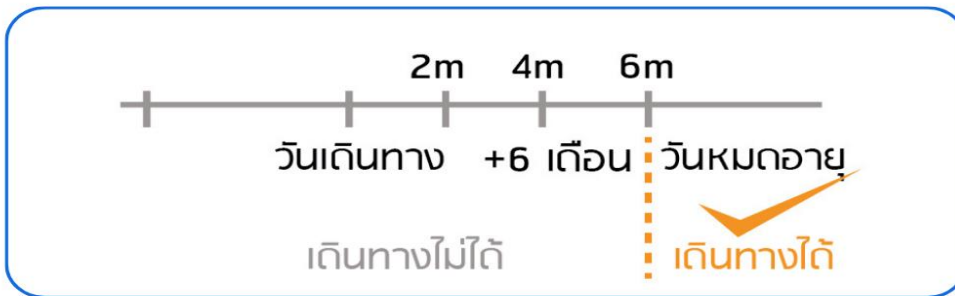 2m 4m 6m
วันเดินทาง +6 เดือน วันหมดอายุ
เดินทางไม่ได้ เดินทางได้